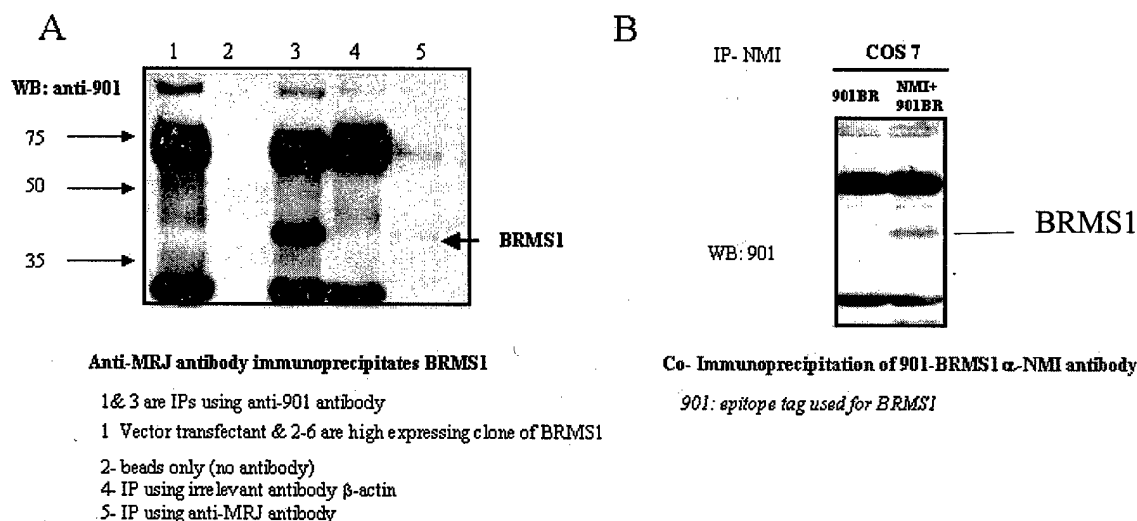 A
1 2 3 4 5
WB: anti-901
75
50
35
BRMS1
Anti-MRJ antibody immunoprecipitates BRMS1
1& 3 are IPs using anti-901 antibody
1 Vector transfectant & 2-6 are high expressing clone of BRMS1
2- beads only (no antibody)
4- IP using irrelevant antibody β-actin
5- IP using anti-MRJ antibody
B
IP- NMI
COS 7
901BR
NMI+
901BR
BRMS1
WB: 901
Co- Immunoprecipitation of 901-BRMS1 α-NMI antibody
901: epitope tag used for BRMS1